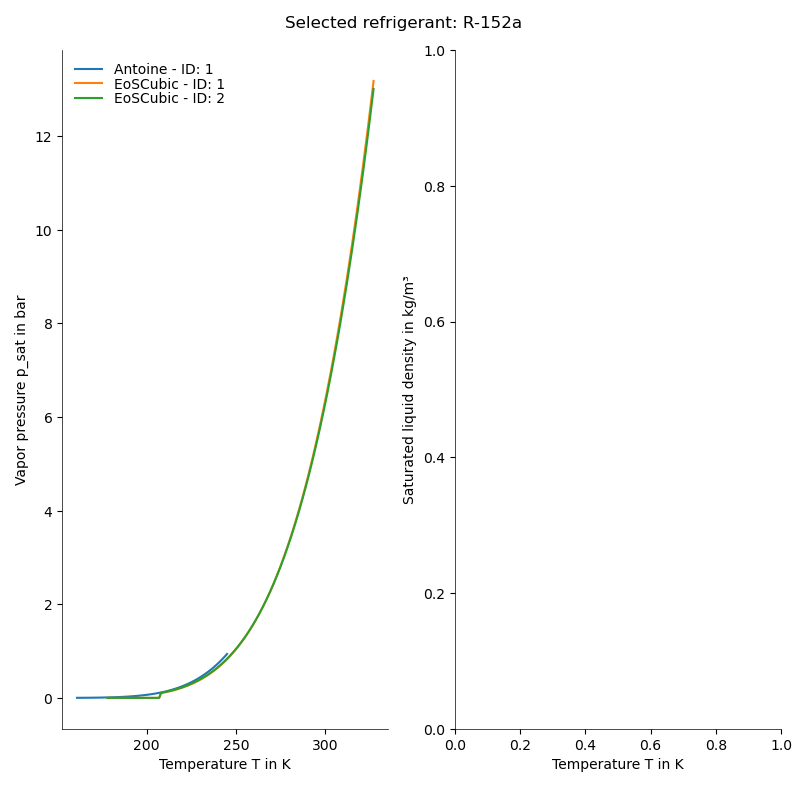 Selected refrigerant: R-152a
Antoine - ID: 1
EoSCubic - ID: 1
EoSCubic - ID: 2
Vapor pressure p_sat in bar
12
10
8
6
4
2
0
200
250
300
Temperature T in K
Saturated liquid density in kg/m³
1.0
0.8
0.6
0.4
0.2
0.0
0.0
0.2
0.4
0.6
0.8
1.0
Temperature T in K